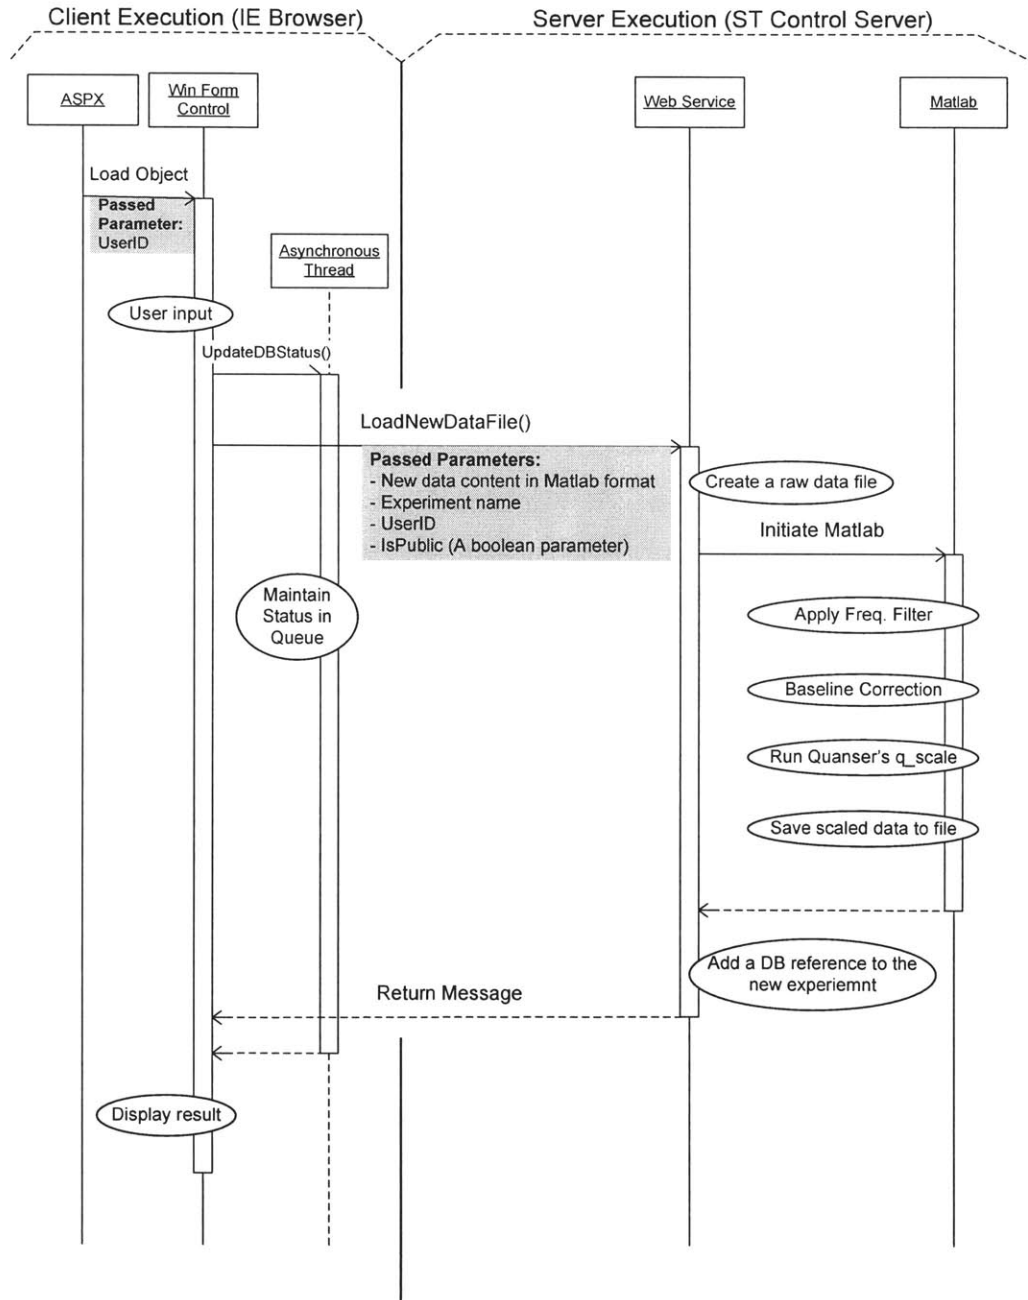 Client Execution (IE Browser)
Server Execution (ST Control Server)
ASPX
Win Form
Control
Web Service
Matlab
Load Object
Passed
Parameter:
UserID
Asynchronous
Thread
User input
UpdateDBStatus()
LoadNewDataFile()
Passed Parameters:
- New data content in Matlab format
- Experiment name
- UserID
- IsPublic (A boolean parameter)
Create a raw data file
Initiate Matlab
Maintain
Status in
Queue
Apply Freq. Filter
Baseline Correction
Run Quanser's q_scale
Save scaled data to file
Add a DB reference to the
new experiemnt
Return Message
Display result